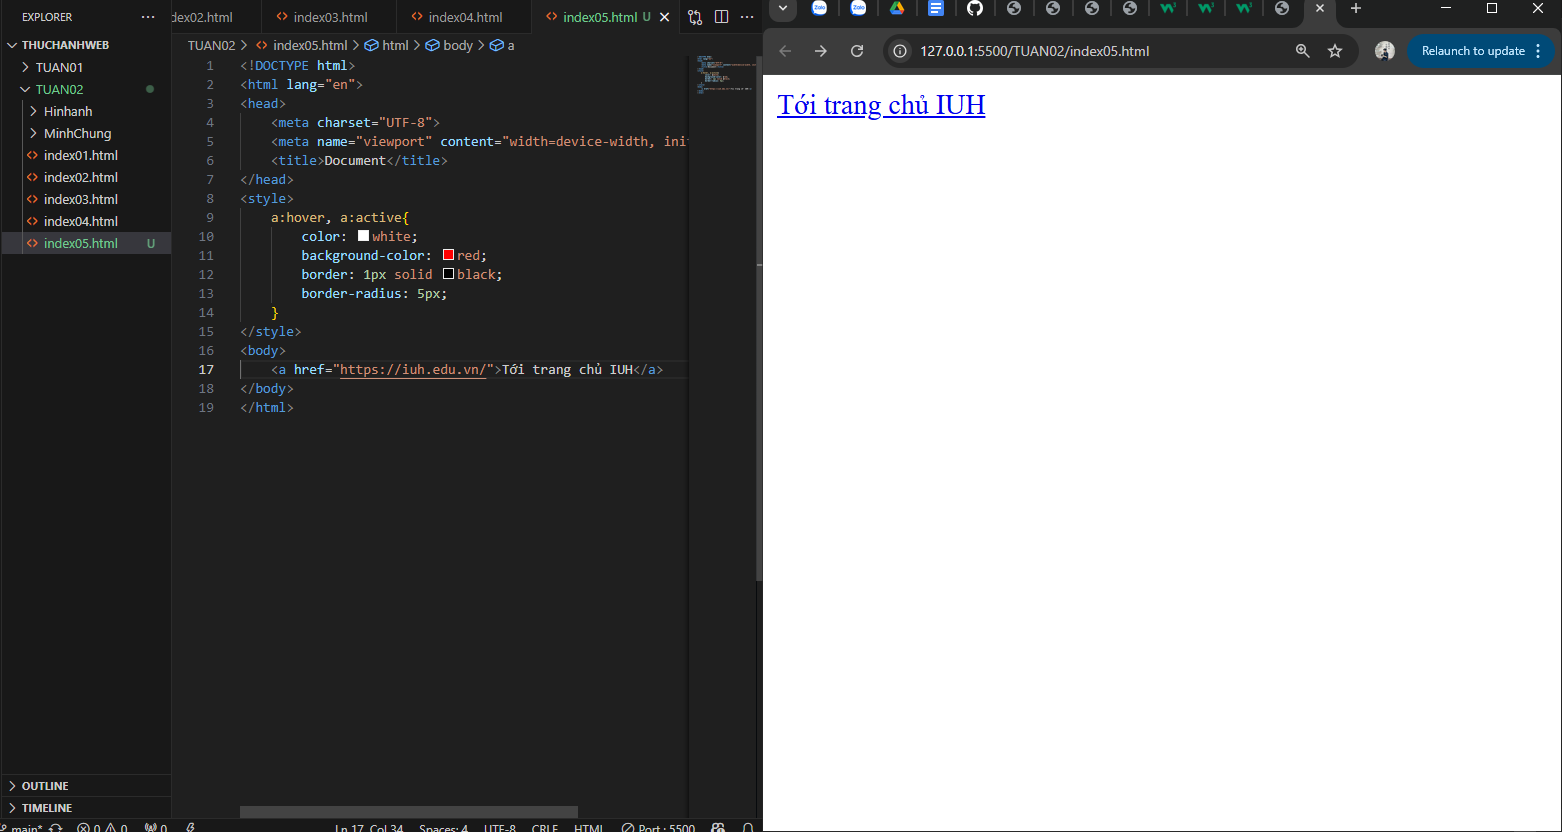 EXPLORER
THUCHANHWEB
TUAN01
TUAN02
Hinhanh
MinhChung
index01.html
index02.html
index03.html
index04.html
index05.html U
OUTLINE
TIMELINE
dex02.html index03.html index04.html index05.html U
TUAN02 > index05.html > html > body > a
1 <!DOCTYPE html>
2 <html lang="en">
3 <head>
4 <meta charset="UTF-8">
5 <meta name="viewport" content="width=device-width, init
6 <title>Document</title>
7 </head>
8 <style>
9 a:hover, a:active{
10 color: white;
11 background-color: red;
12 border: 1px solid black;
13 border-radius: 5px;
14 }
15 </style>
16 <body>
17 <a href="https://iuh.edu.vn/">Tới trang chủ IUH</a>
18 </body>
19 </html>
main* 0 0 0 Ln 17, Col 34 Spaces: 4 UTF-8 CRLF HTML Port : 5500
Zalo Zalo
127.0.0.1:5500/TUAN02/index05.html Relaunch to update
Tới trang chủ IUH